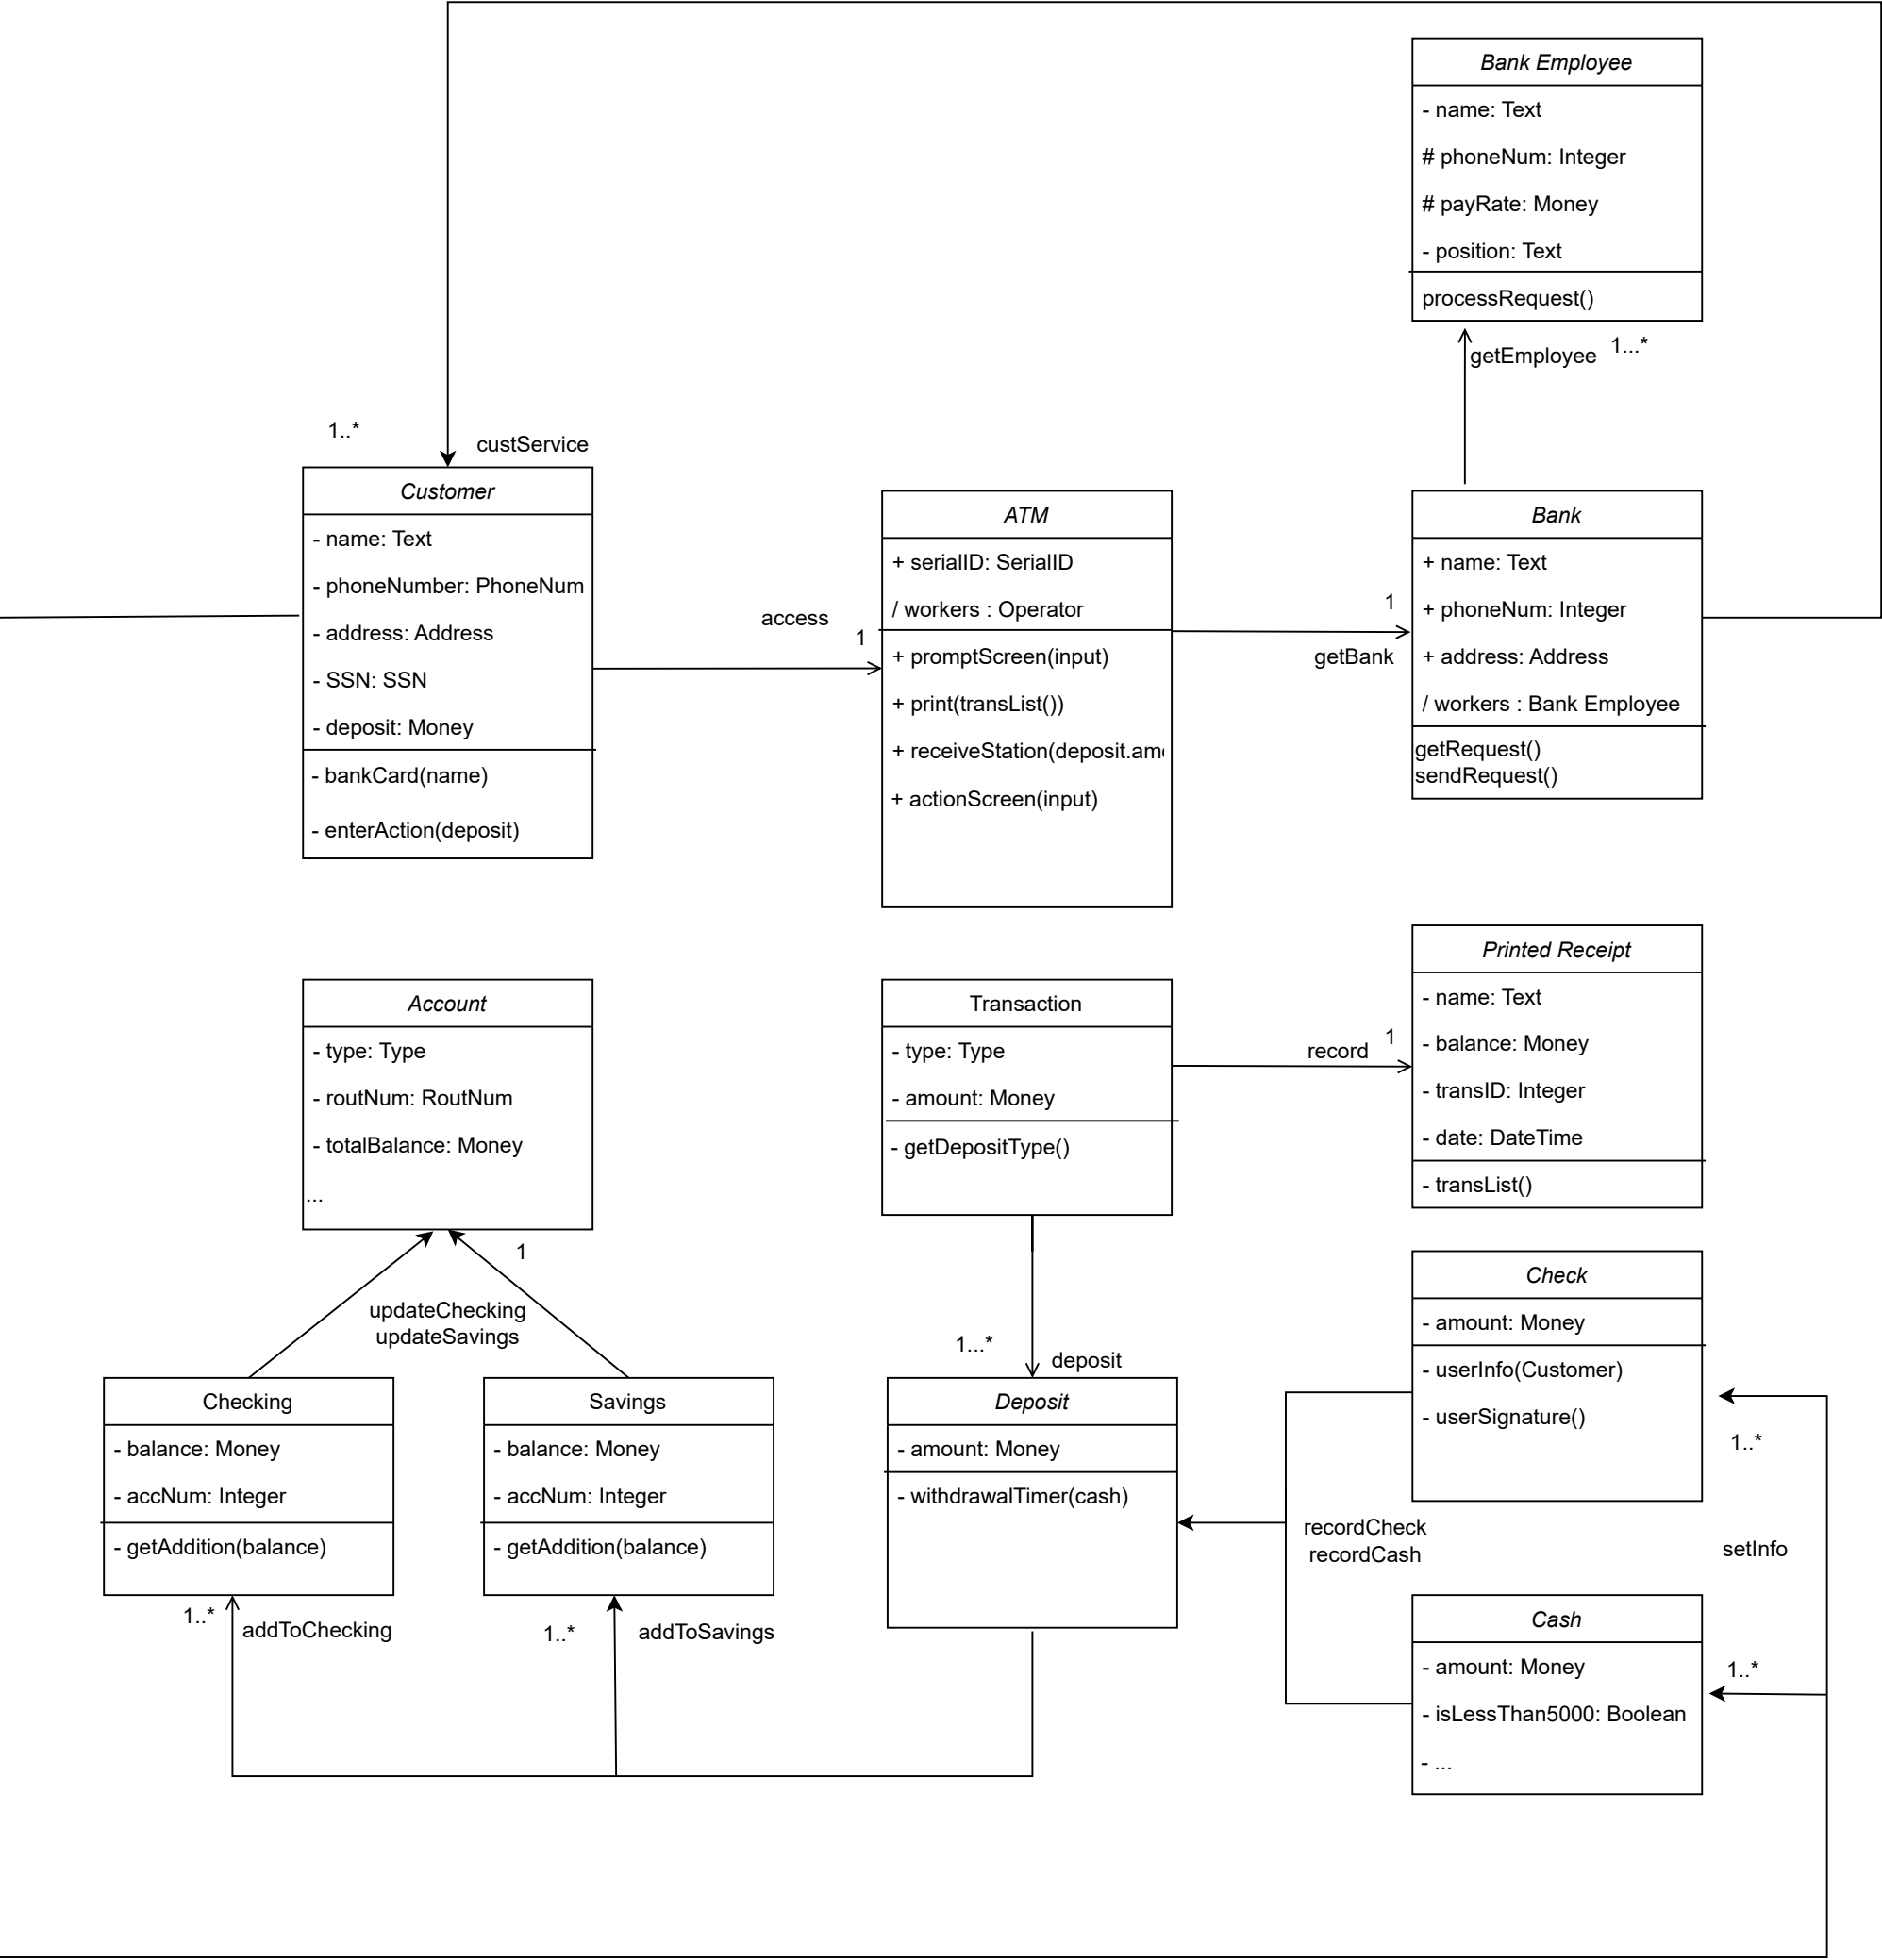 Bank Employee
- name: Text
# phoneNum: Integer
# payRate: Money
- position: Text
processRequest()
getEmployee
1...*
1..*
custService
Customer
- name: Text
- phoneNumber: PhoneNum
- address: Address
- SSN: SSN
- deposit: Money
- bankCard(name)
- enterAction(deposit)
access
1
ATM
+ serialID: SerialID
/ workers : Operator
+ promptScreen(input)
+ print(transList())
+ receiveStation(deposit.am
+ actionScreen(input)
1
getBank
Bank
+ name: Text
+ phoneNum: Integer
+ address: Address
/ workers : Bank Employee
getRequest()
sendRequest()
Account
- type: Type
- routNum: RoutNum
- totalBalance: Money
...
Transaction
- type: Type
- amount: Money
- getDepositType()
record
1
Printed Receipt
- name: Text
- balance: Money
- transID: Integer
- date: DateTime
- transList()
1
updateChecking
updateSavings
Checking
- balance: Money
- accNum: Integer
- getAddition(balance)
1..*
addToChecking
Savings
- balance: Money
- accNum: Integer
- getAddition(balance)
1..*
addToSavings
1...*
deposit
Deposit
- amount: Money
- withdrawalTimer(cash)
recordCheck
recordCash
Check
- amount: Money
- userInfo(Customer)
- userSignature()
1..*
setInfo
Cash
- amount: Money
- isLessThan5000: Boolean
- ...
1..*